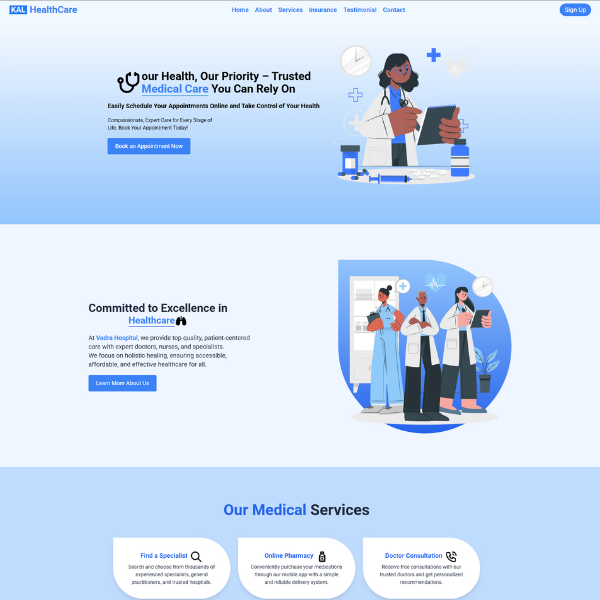 KAL HealthCare
Home About Services Insurance Testimonial Contact
Sign Up
our Health, Our Priority – Trusted
Medical Care You Can Rely On
Easily Schedule Your Appointments Online and Take Control of Your Health
Compassionate, Expert Care for Every Stage of
Life. Book Your Appointment Today!
Book an Appointment Now
Committed to Excellence in
Healthcare
At Vadra Hospital, we provide top-quality, patient-centered
care with expert doctors, nurses, and specialists.
We focus on holistic healing, ensuring accessible,
affordable, and effective healthcare for all.
Learn More About Us
Our Medical Services
Find a Specialist
Search and choose from thousands of
experienced specialists, general
practitioners, and trusted hospitals.
Online Pharmacy
Conveniently purchase your medications
through our mobile app with a simple
and reliable delivery system.
Doctor Consultation
Receive free consultations with our
trusted doctors and get personalized
recommendations.